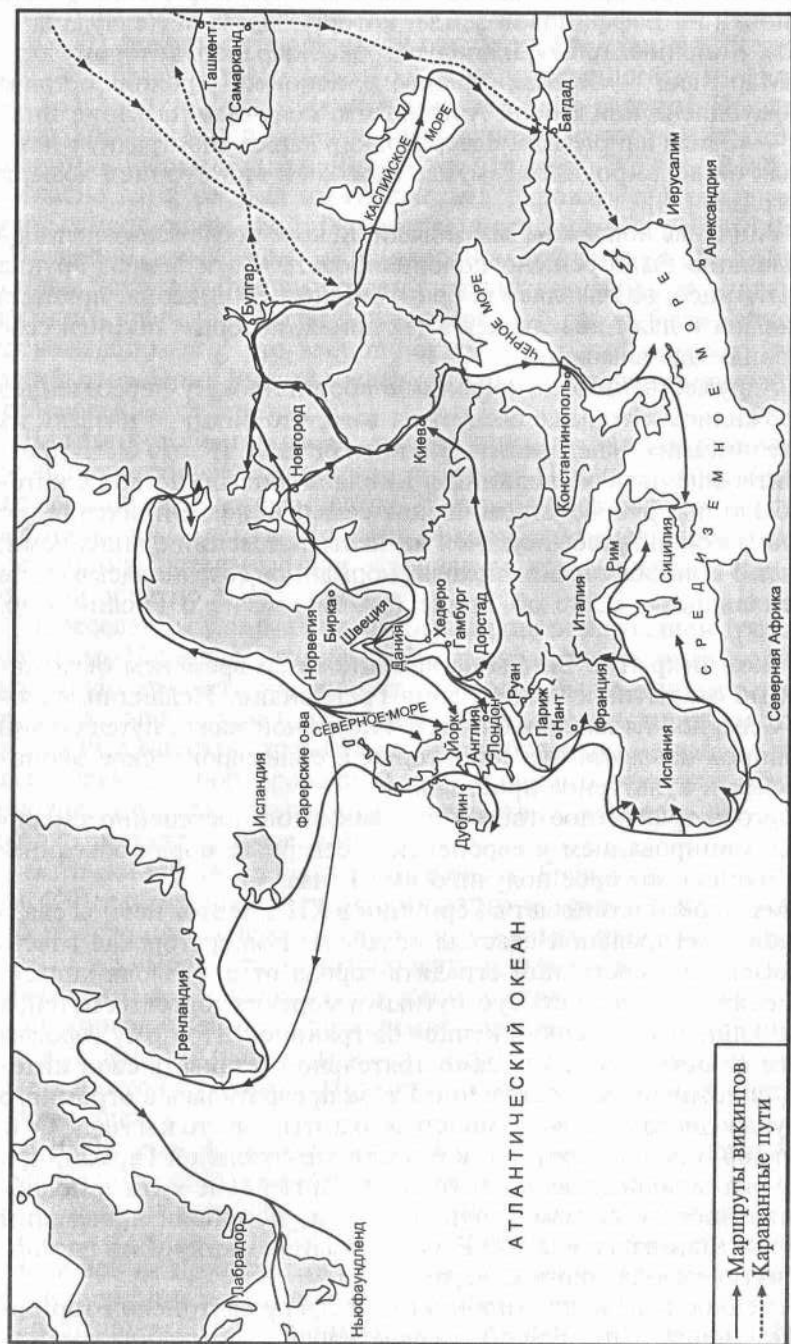 Гренландия
Исландия
Лабрадор
Ньюфраундленд
АТЛАНТИЧЕСКИЙ ОКЕАН
Фарерские о-ва
СЕВЕРНОЕ МОРЕ
Норвегия
Бирка
Швеция
Дания
Хедебю
Гамбург
Дорстад
Йорк
Англия
Лондон
Дублин
Руан
Париж
Нант
Франция
Испания
Италия
Рим
Сицилия
СРЕДИЗЕМНОЕ МОРЕ
Северная Африка
Новгород
Киев
Булгар
Константинополь
ЧЕРНОЕ МОРЕ
КАСПИЙСКОЕ МОРЕ
Ташкент
Самарканд
Багдад
Иерусалим
Александрия
Маршруты викингов
Караванные пути